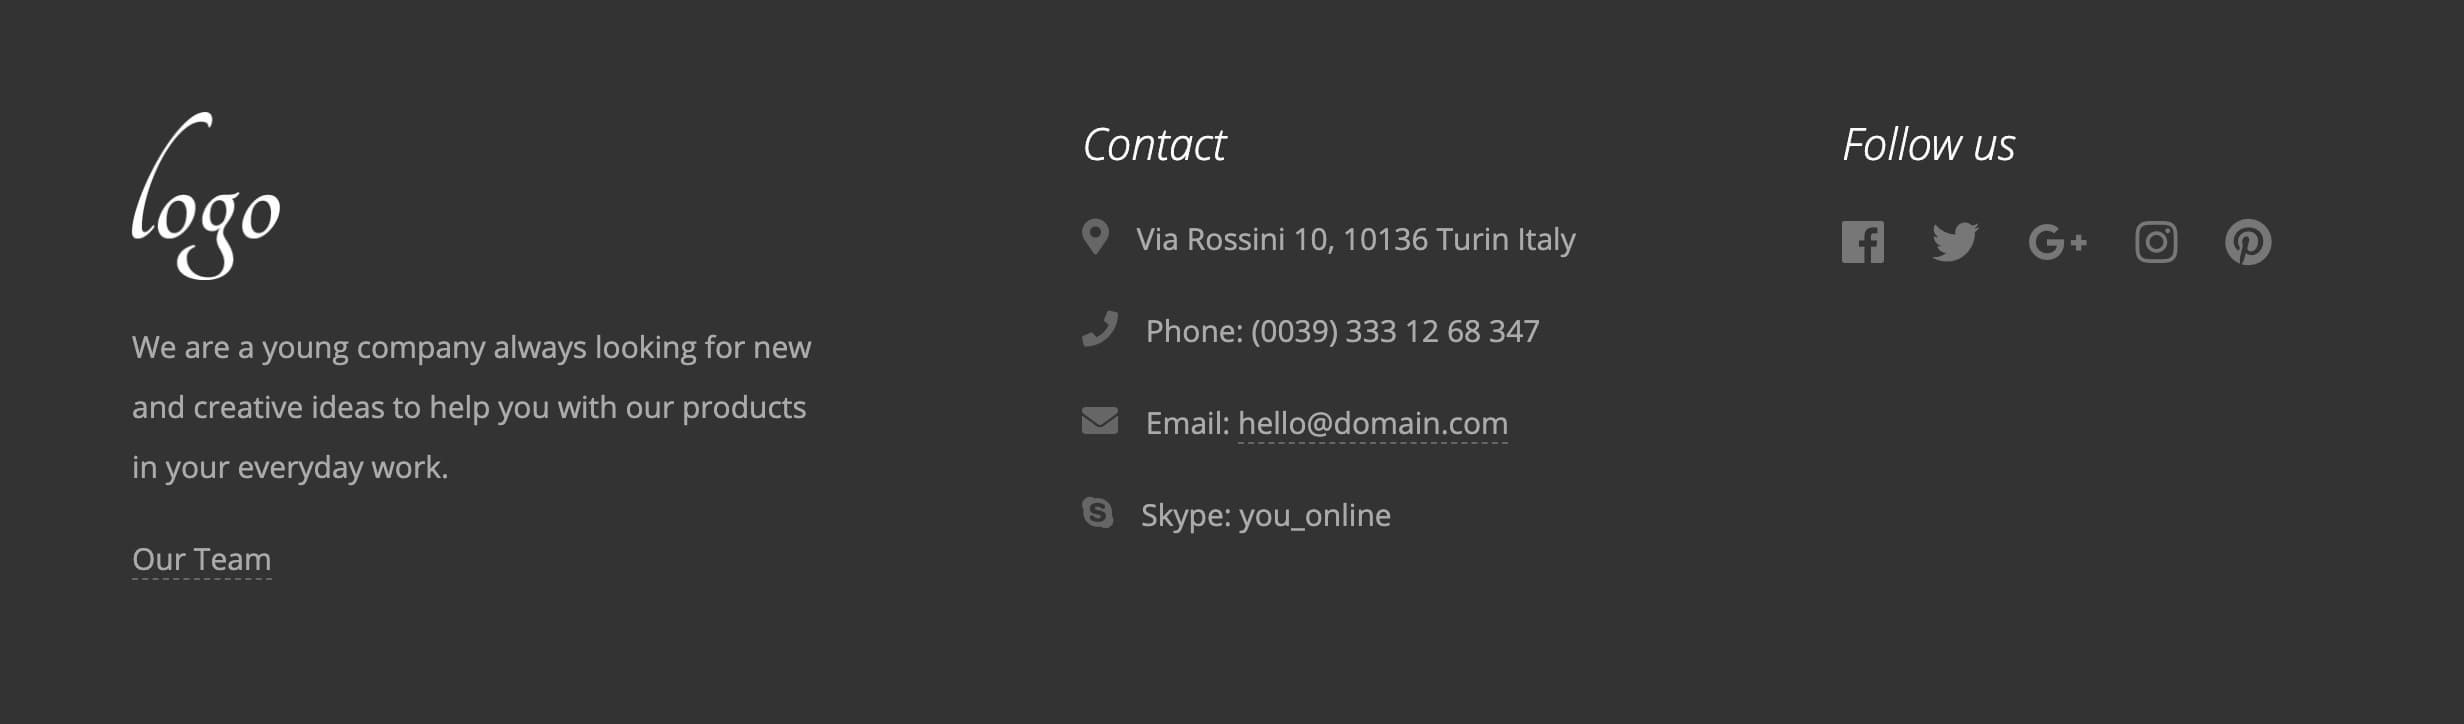 logo
We are a young company always looking for new
and creative ideas to help you with our products
in your everyday work.
Our Team
Contact
Via Rossini 10, 10136 Turin Italy
Phone: (0039) 333 12 68 347
Email: hello@domain.com
Skype: you_online
Follow us